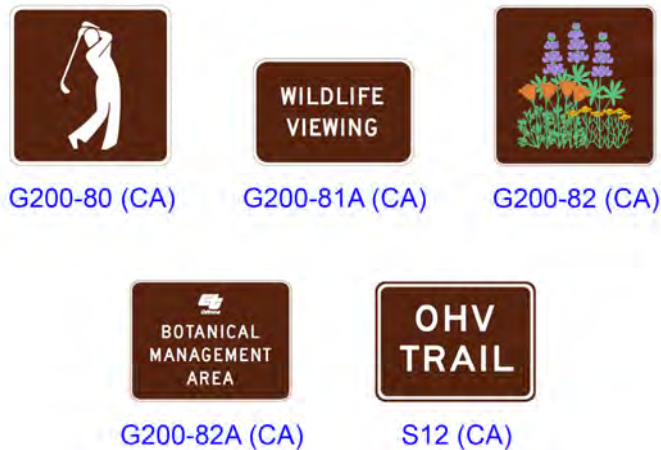 WILDLIFE
VIEWING
G200-80 (CA)
G200-81A (CA)
G200-82 (CA)
BOTANICAL
MANAGEMENT
AREA
OHV
TRAIL
G200-82A (CA)
S12 (CA)